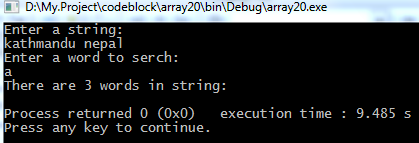 D:\My.Project\codeblock\array20\bin\Debug\array20.exe
Enter a string:
kathmandu nepal
Enter a word to serch:
a
There are 3 words in string:
Process returned 0 (0x0)   execution time : 9.485 s
Press any key to continue.